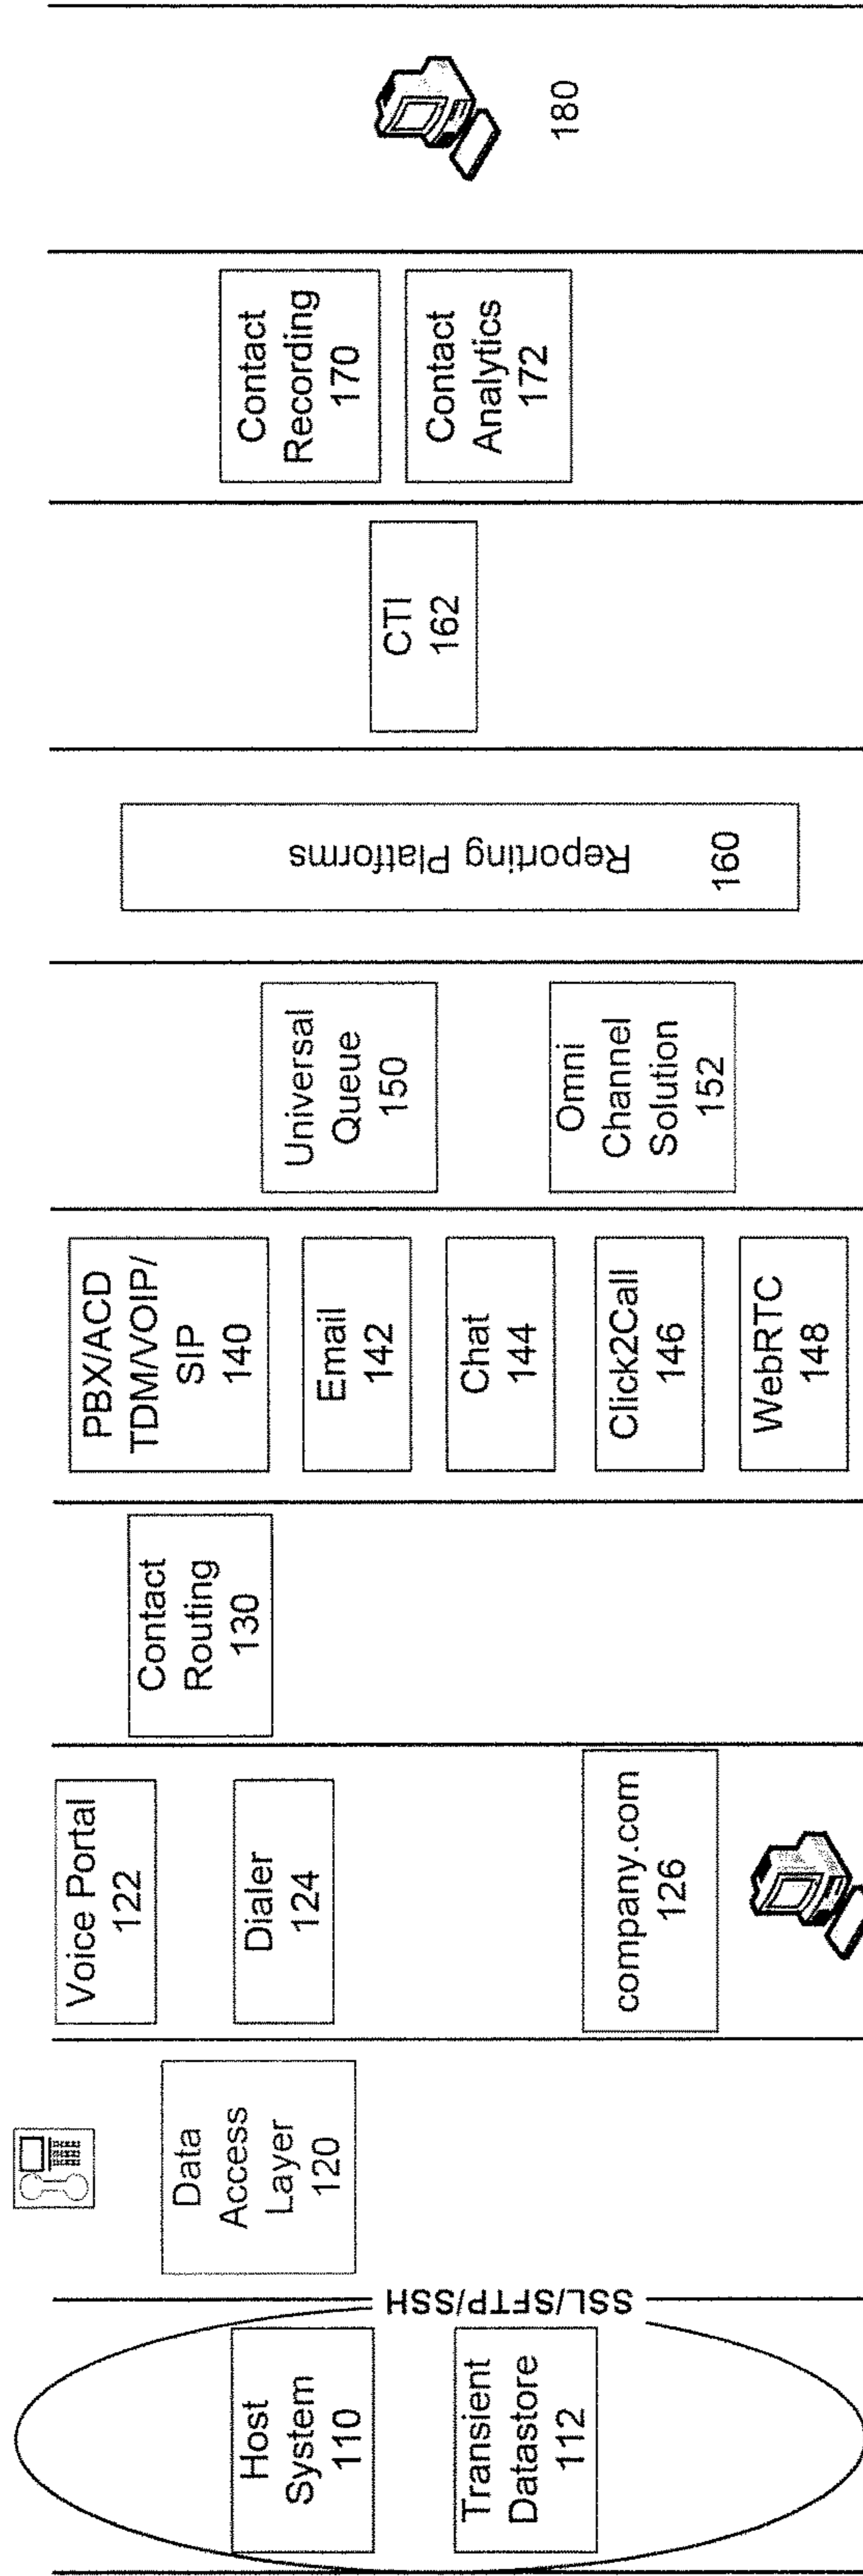 Host
System
110
Transient
Datastore
112
SSL/SFTP/SSH
Data
Access
Layer
120
Voice Portal
122
Dialer
124
company.com
126
Contact
Routing
130
PBX/ACD
TDM/VOIP/
SIP
140
Email
142
Chat
144
Click2Call
146
WebRTC
148
Universal
Queue
150
Omni
Channel
Solution
152
Reporting Platforms
160
CTI
162
Contact
Recording
170
Contact
Analytics
172
180